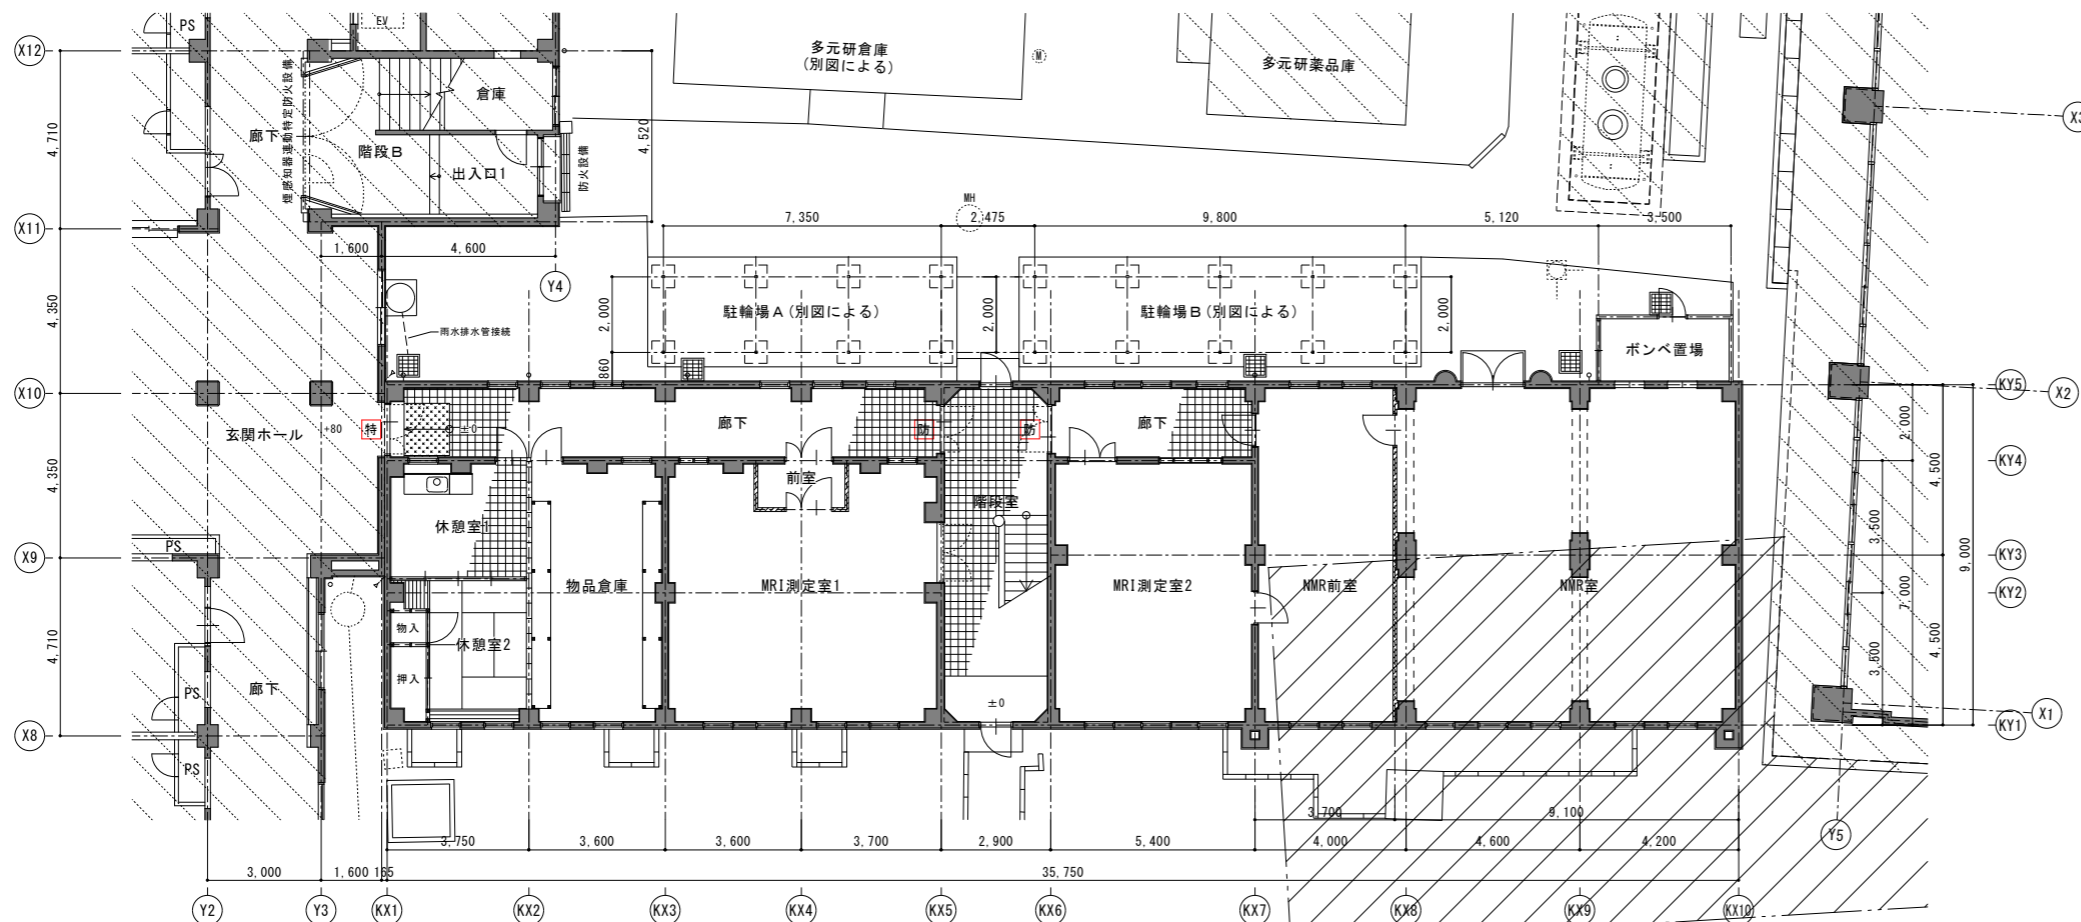 PS
EV
X12
多元研倉庫
(別図による)
M
多元研薬品庫
煙感知器連動特定防火設備
倉庫
廊下
階段B
出入口1
防火設備
4,710
4,520
X3
MH
7,350
2,475
9,800
5,120
3,500
X11
1,600
4,600
Y4
4,350
2,000
駐輪場A(別図による)
2,000
駐輪場B(別図による)
2,000
雨水排水管接続
860
ボンベ置場
X10
KY5
X2
玄関ホール
+80
特
±0
廊下
防
防
廊下
2,000
KY4
前室
4,350
4,500
休憩室1
階段室
3,500
9,000
PS
X9
KY3
物品倉庫
MRI測定室1
MRI測定室2
NMR前室
NMR室
7,000
KY2
物入
休憩室2
4,710
押入
3,500
4,500
廊下
PS
±0
X1
KY1
X8
PS
3,700
9,100
Y5
3,750
3,600
3,600
3,700
2,900
5,400
4,000
4,600
4,200
3,000
1,600
165
35,750
Y2
Y3
KX1
KX2
KX3
KX4
KX5
KX6
KX7
KX8
KX9
KX10